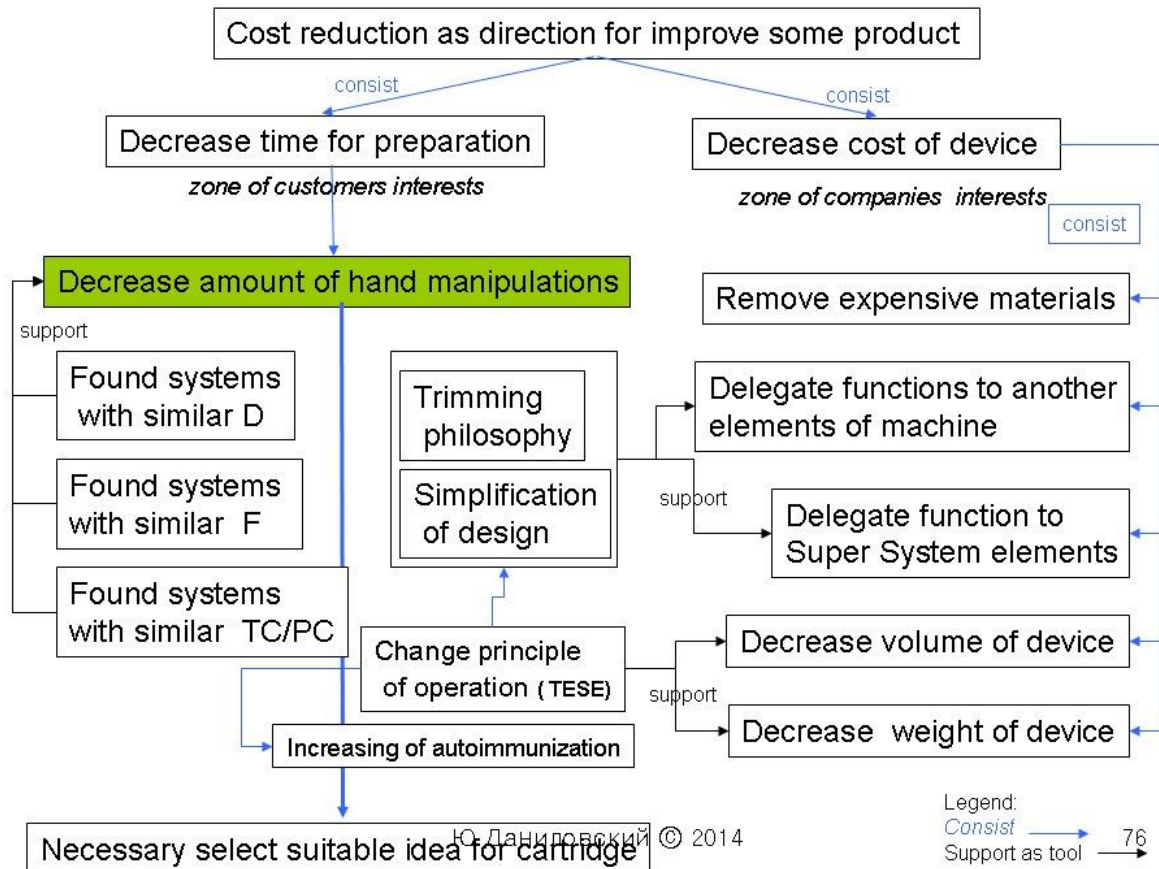 Cost reduction as direction for improve some product
consist
consist
Decrease time for preparation
Decrease cost of device
zone of customers interests
zone of companies interests
consist
Decrease amount of hand manipulations
Remove expensive materials
support
Found systems
with similar D
Trimming
philosophy
Delegate functions to another
elements of machine
Found systems
with similar F
Simplification
of design
support
Delegate function to
Super System elements
Found systems
with similar TC/PC
Change principle
of operation ( TESE)
Decrease volume of device
support
Increasing of autoimmunization
Decrease weight of device
Necessary select suitable idea for cartridge
Ю Даниловский © 2014
Legend:
Consist
Support as tool
76